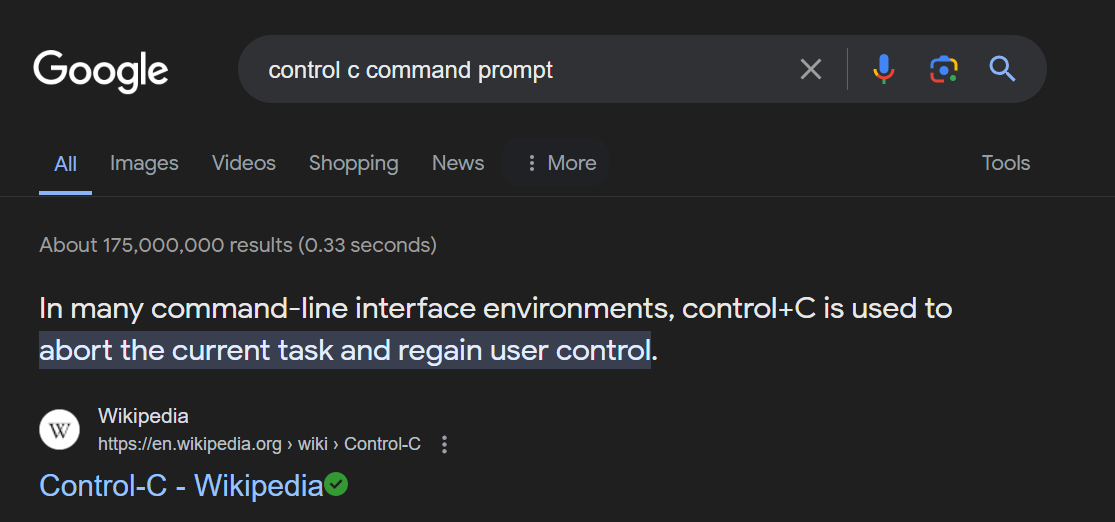 Google
control c command prompt
All Images Videos Shopping News More Tools
About 175,000,000 results (0.33 seconds)
In many command-line interface environments, control+C is used to
abort the current task and regain user control.
W
Wikipedia
https://en.wikipedia.org › wiki › Control-C
Control-C - Wikipedia